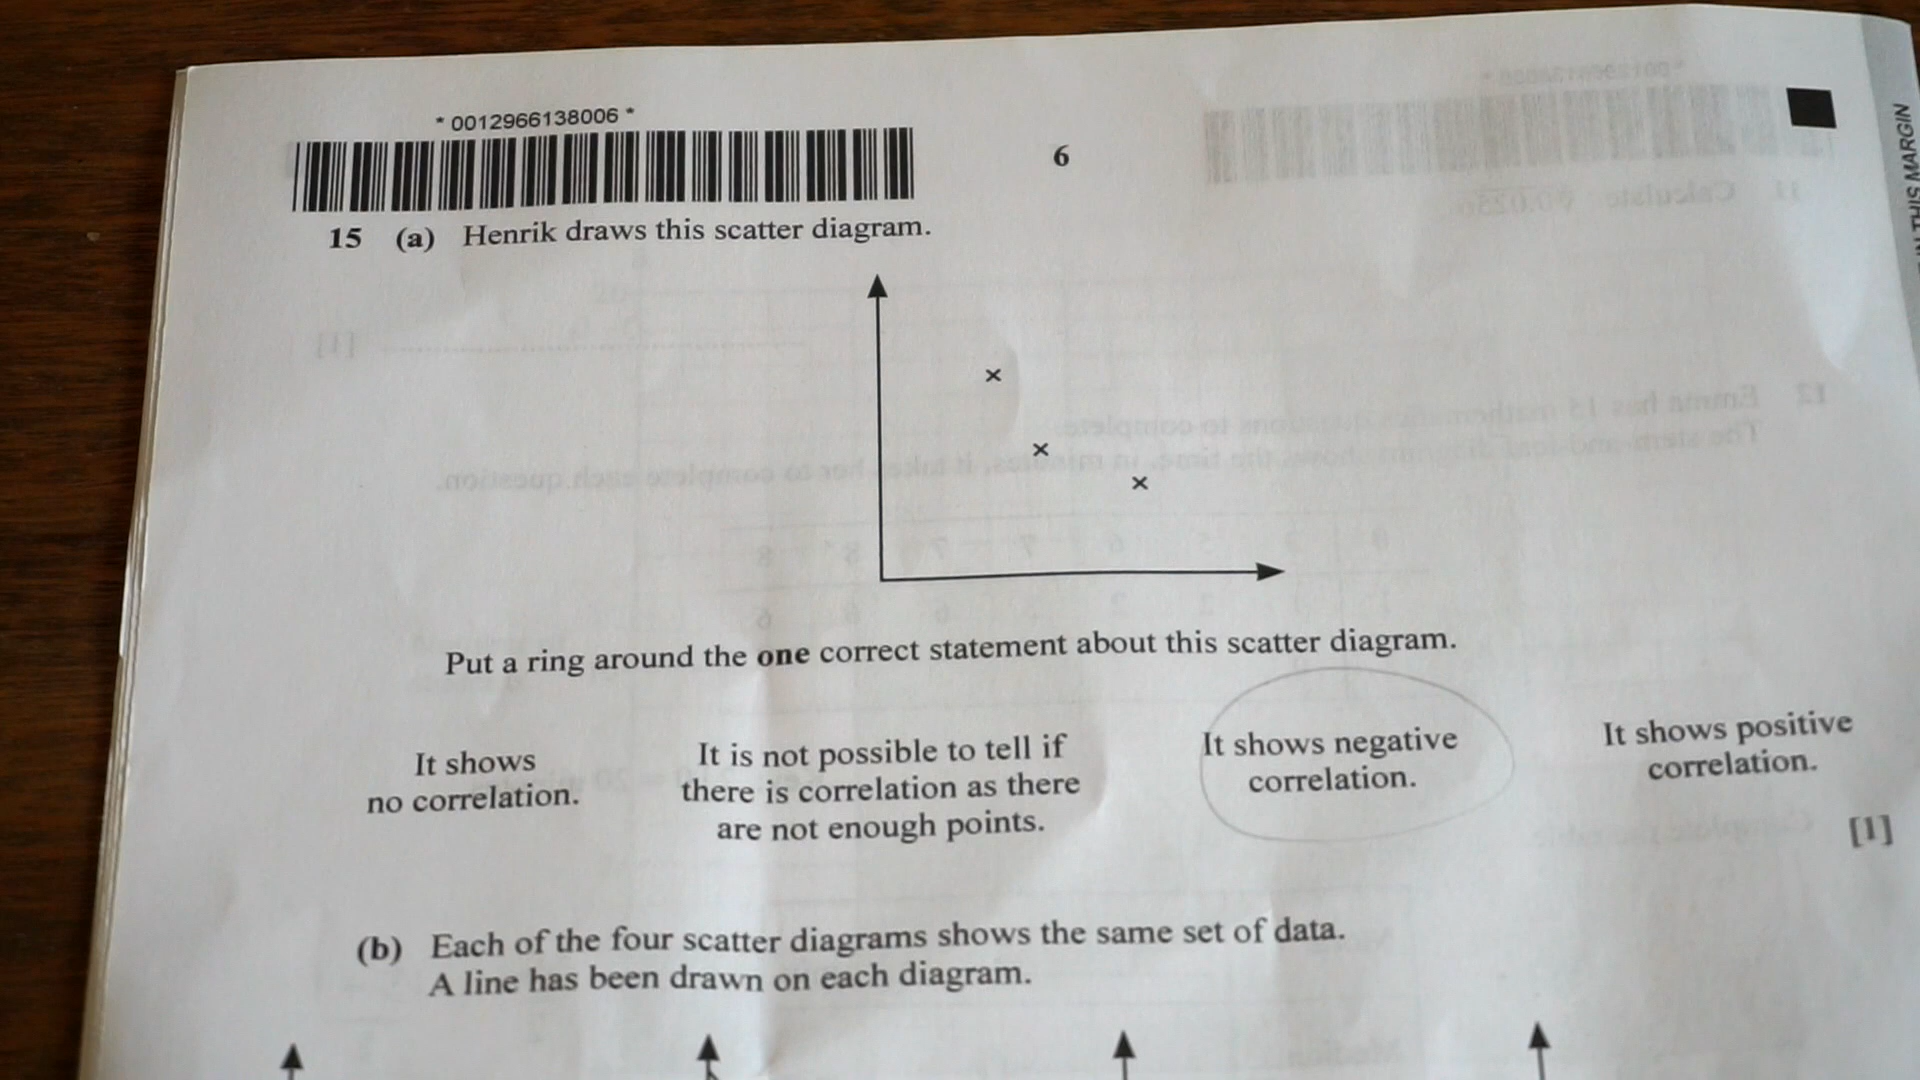 * 0012966138006 *
6
15 (a) Henrik draws this scatter diagram.
Put a ring around the one correct statement about this scatter diagram.
It shows
no correlation.
It is not possible to tell if
there is correlation as there
are not enough points.
It shows negative
correlation.
It shows positive
correlation.
[1]
(b) Each of the four scatter diagrams shows the same set of data.
A line has been drawn on each diagram.
THIS MARGIN